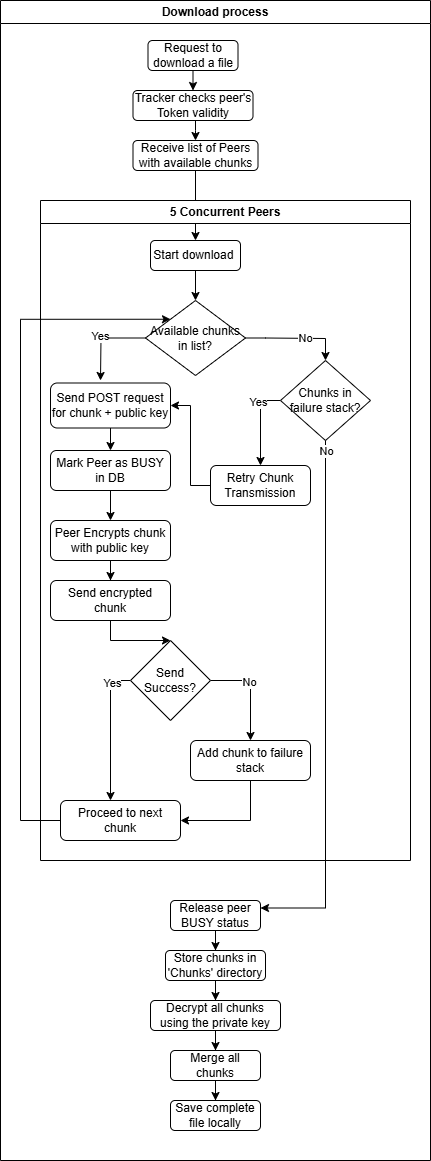 Download process
Request to
download a file
Tracker checks peer's
Token validity
Receive list of Peers
with available chunks
5 Concurrent Peers
Start download
Available chunks
in list?
Yes
No
Chunks in
failure stack?
Yes
No
Send POST request
for chunk + public key
Retry Chunk
Transmission
Mark Peer as BUSY
in DB
Peer Encrypts chunk
with public key
Send encrypted
chunk
Send
Success?
Yes
No
Add chunk to failure
stack
Proceed to next
chunk
Release peer
BUSY status
Store chunks in
'Chunks' directory
Decrypt all chunks
using the private key
Merge all
chunks
Save complete
file locally